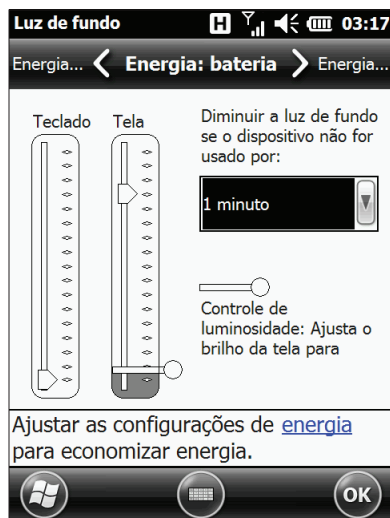 Luz de fundo H 03:17
Energia... Energia: bateria Energia...
Teclado Tela
Diminuir a luz de fundo
se o dispositivo não for
usado por:
1 minuto
Controle de
luminosidade: Ajusta o
brilho da tela para
Ajustar as configurações de energia
para economizar energia.
OK